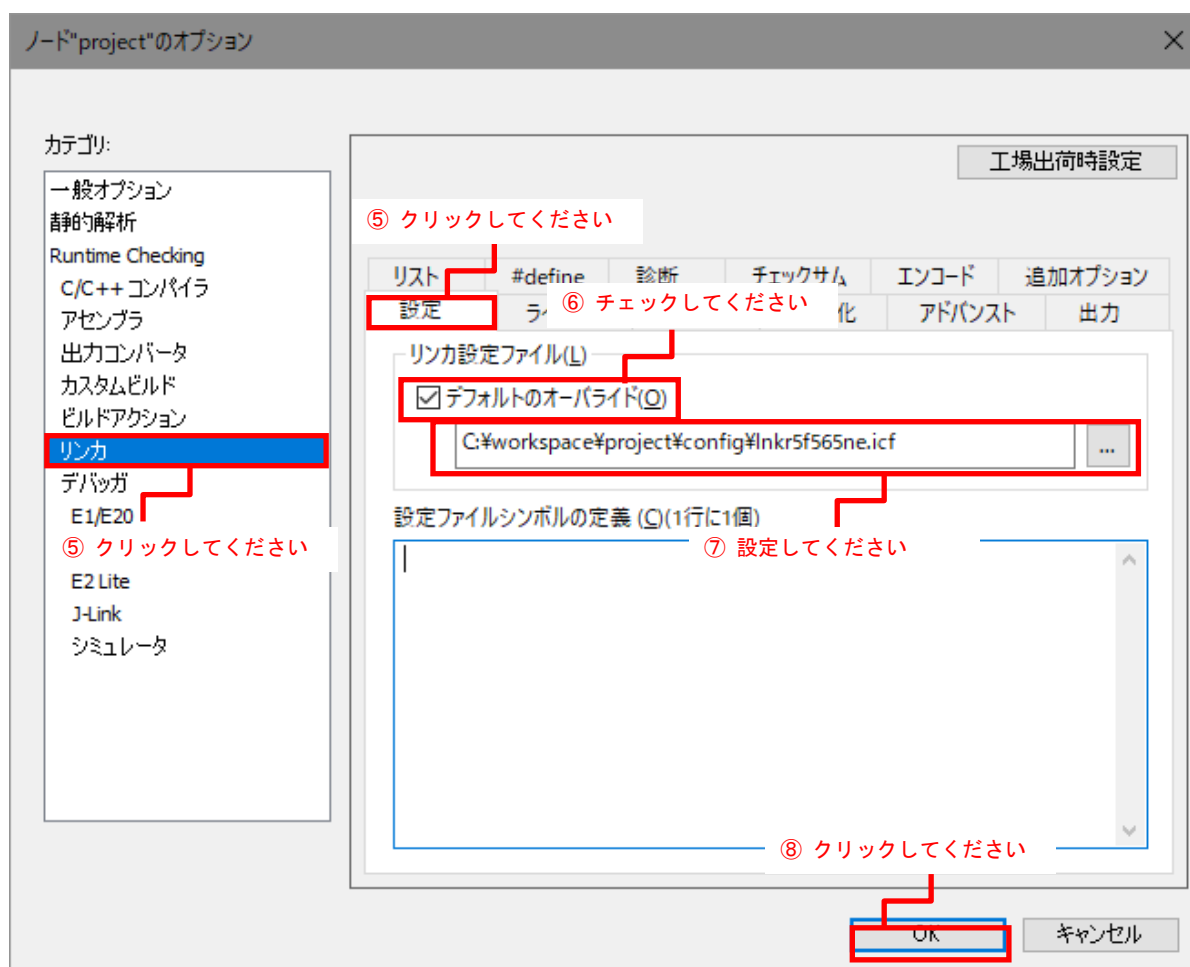 ノード"project"のオプション
カテゴリ:
一般オプション
静的解析
Runtime Checking
C/C++ コンパイラ
アセンブラ
出力コンバータ
カスタムビルド
ビルドアクション
リンカ
デバッガ
E1/E20
⑤ クリックしてください
E2 Lite
J-Link
シミュレータ
工場出荷時設定
⑤ クリックしてください
リスト #define 診断 チェックサム エンコード 追加オプション
⑥ チェックしてください
設定 化 アドバンスト 出力
リンカ設定ファイル(L)
デフォルトのオーバライド(O)
C:¥workspace¥project¥config¥lnkr5f565ne.icf
...
設定ファイルシンボルの定義 (C)(1行に1個)
⑦ 設定してください
⑧ クリックしてください
OK キャンセル